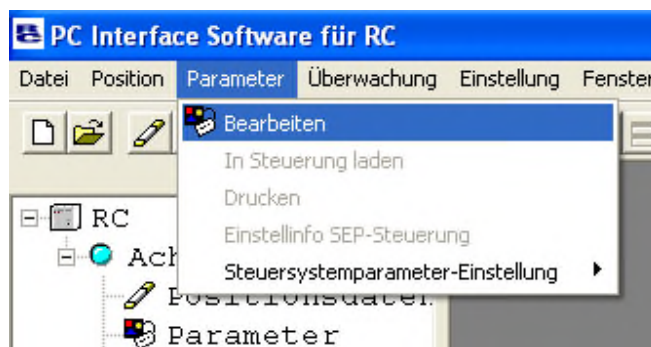 PC Interface Software für RC
Datei Position Parameter Überwachung Einstellung Fenster
Bearbeiten
In Steuerung laden
Drucken
Einstellinfo SEP-Steuerung
Steuersystemparameter-Einstellung
RC
Parameter